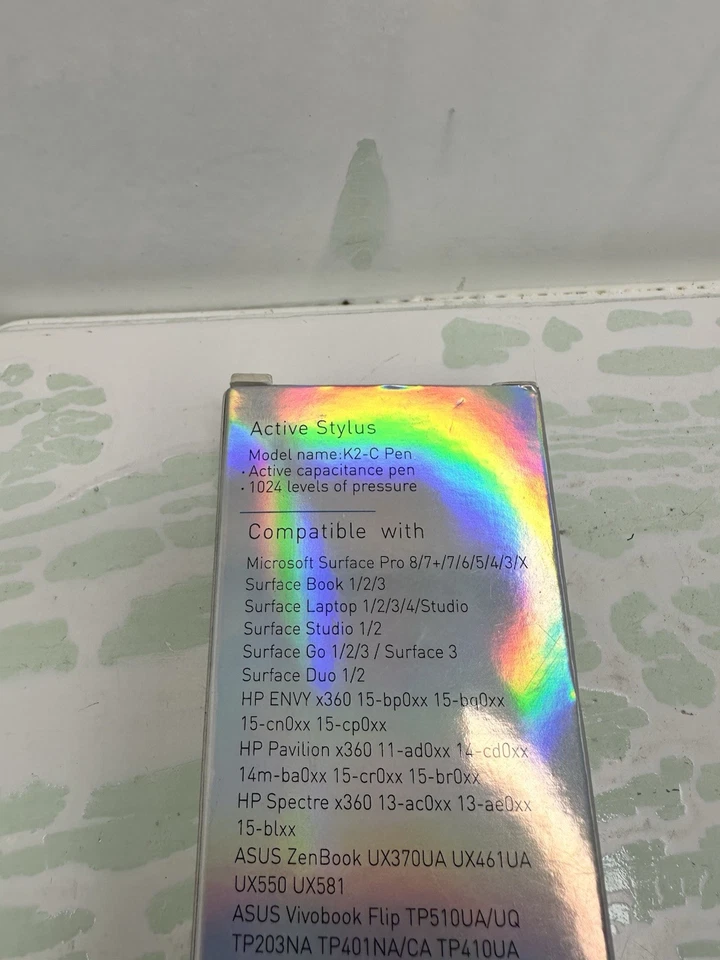 Active Stylus
Model name:K2-C Pen
·Active capacitance pen
·1024 levels of pressure
Compatible with
Microsoft Surface Pro 8/7+/7/6/5/4/3/X
Surface Book 1/2/3
Surface Laptop 1/2/3/4/Studio
Surface Studio 1/2
Surface Go 1/2/3 / Surface 3
Surface Duo 1/2
HP ENVY x360 15-bp0xx 15-bq0xx
15-cn0xx 15-cp0xx
HP Pavilion x360 11-ad0xx 14-cd0xx
14m-ba0xx 15-cr0xx 15-br0xx
HP Spectre x360 13-ac0xx 13-ae0xx
15-blxx
ASUS ZenBook UX370UA UX461UA
UX550 UX581
ASUS Vivobook Flip TP510UA/UQ
TP203NA TP401NA/CA TP410UA